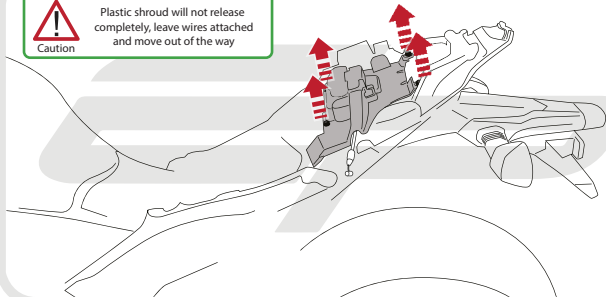 Plastic shroud will not release
completely, leave wires attached
and move out of the way
Caution